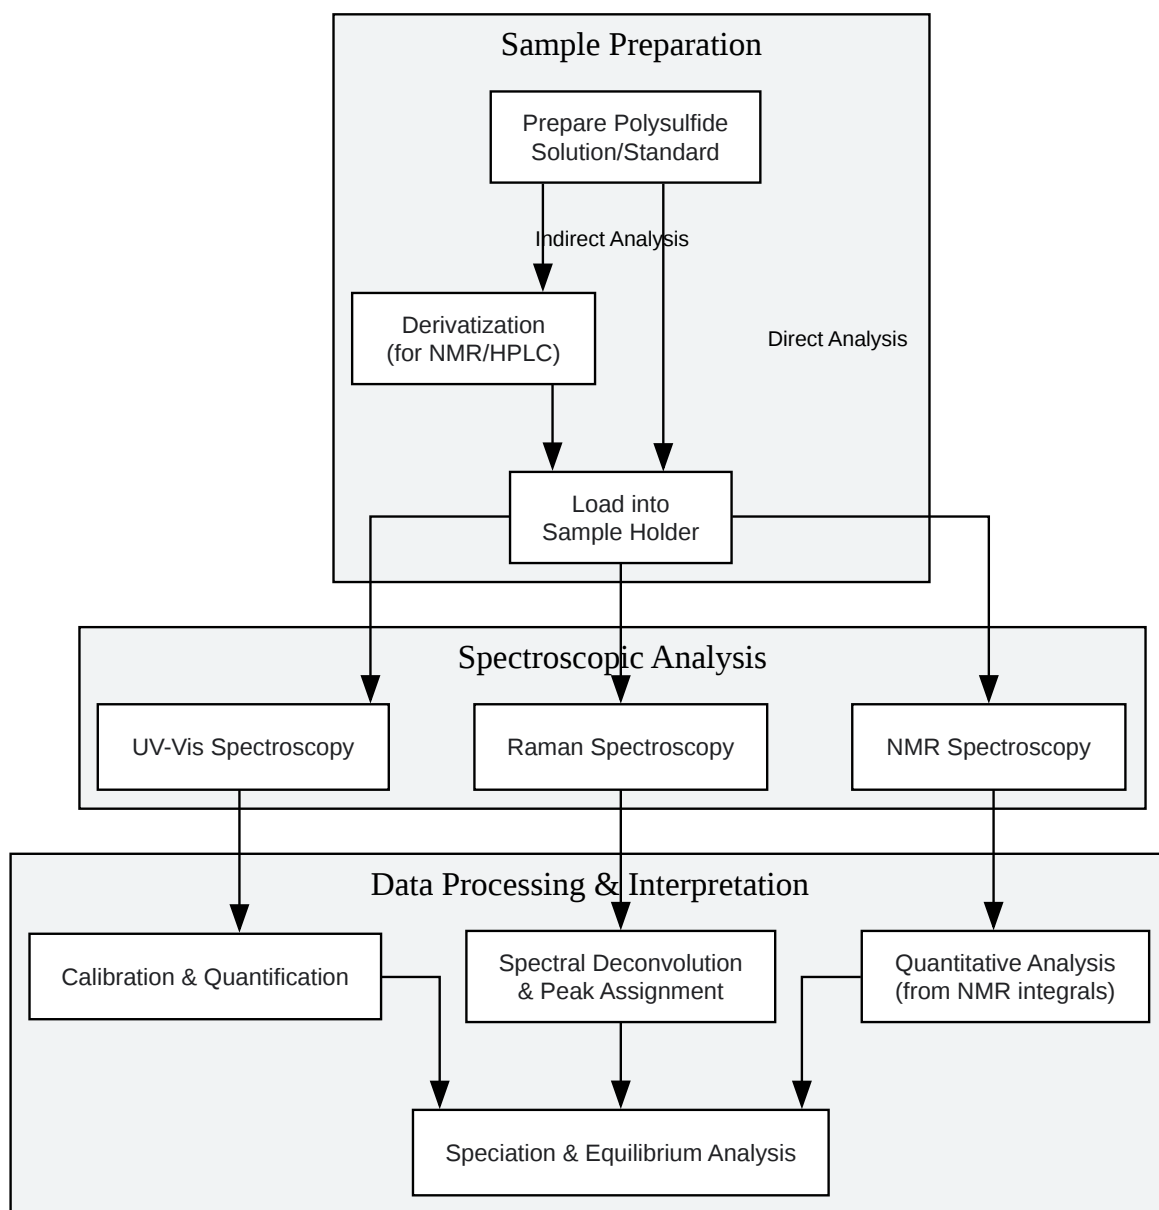 Sample Preparation
Prepare Polysulfide
Solution/Standard
Indirect Analysis
Derivatization
(for NMR/HPLC)
Direct Analysis
Load into
Sample Holder
Spectroscopic Analysis
UV-Vis Spectroscopy
Raman Spectroscopy
NMR Spectroscopy
Data Processing & Interpretation
Calibration & Quantification
Spectral Deconvolution
& Peak Assignment
Quantitative Analysis
(from NMR integrals)
Speciation & Equilibrium Analysis